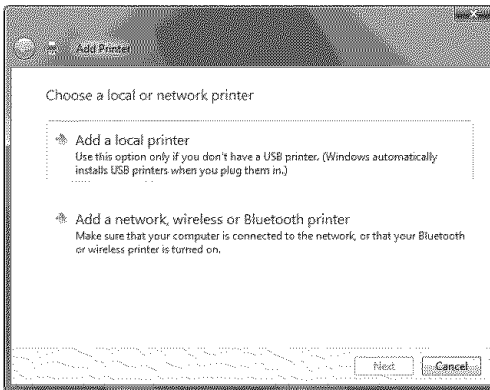 Add Printer
Choose a local or network printer
Add a local printer
Use this option only if you don't have a USB printer. (Windows automatically
installs USB printers when you plug them in.)
Add a network, wireless or Bluetooth printer
Make sure that your computer is connected to the network, or that your Bluetooth
or wireless printer is turned on.
Next Cancel